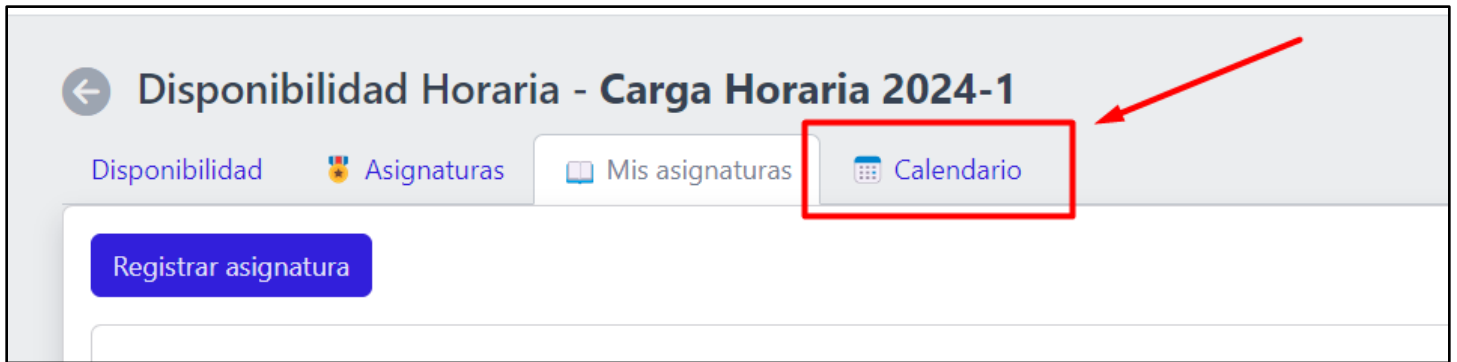 Disponibilidad Horaria - Carga Horaria 2024-1
Disponibilidad Asignaturas Mis asignaturas Calendario
Registrar asignatura